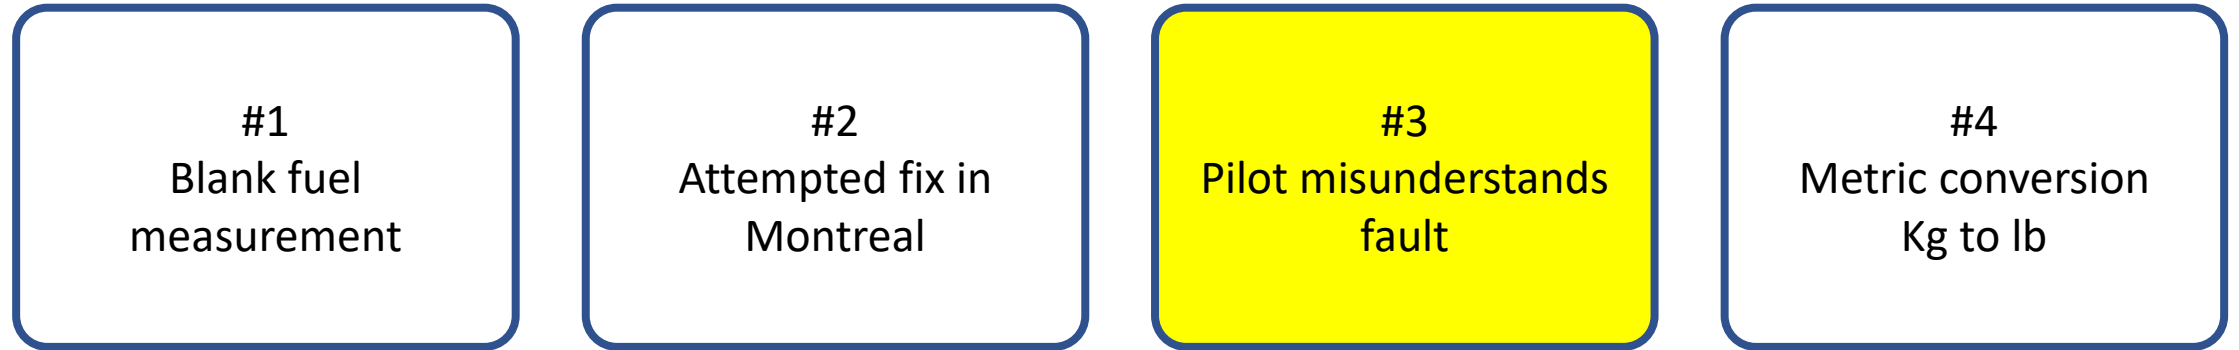 #1
Blank fuel
measurement
#2
Attempted fix in
Montreal
#3
Pilot misunderstands
fault
#4
Metric conversion
Kg to lb